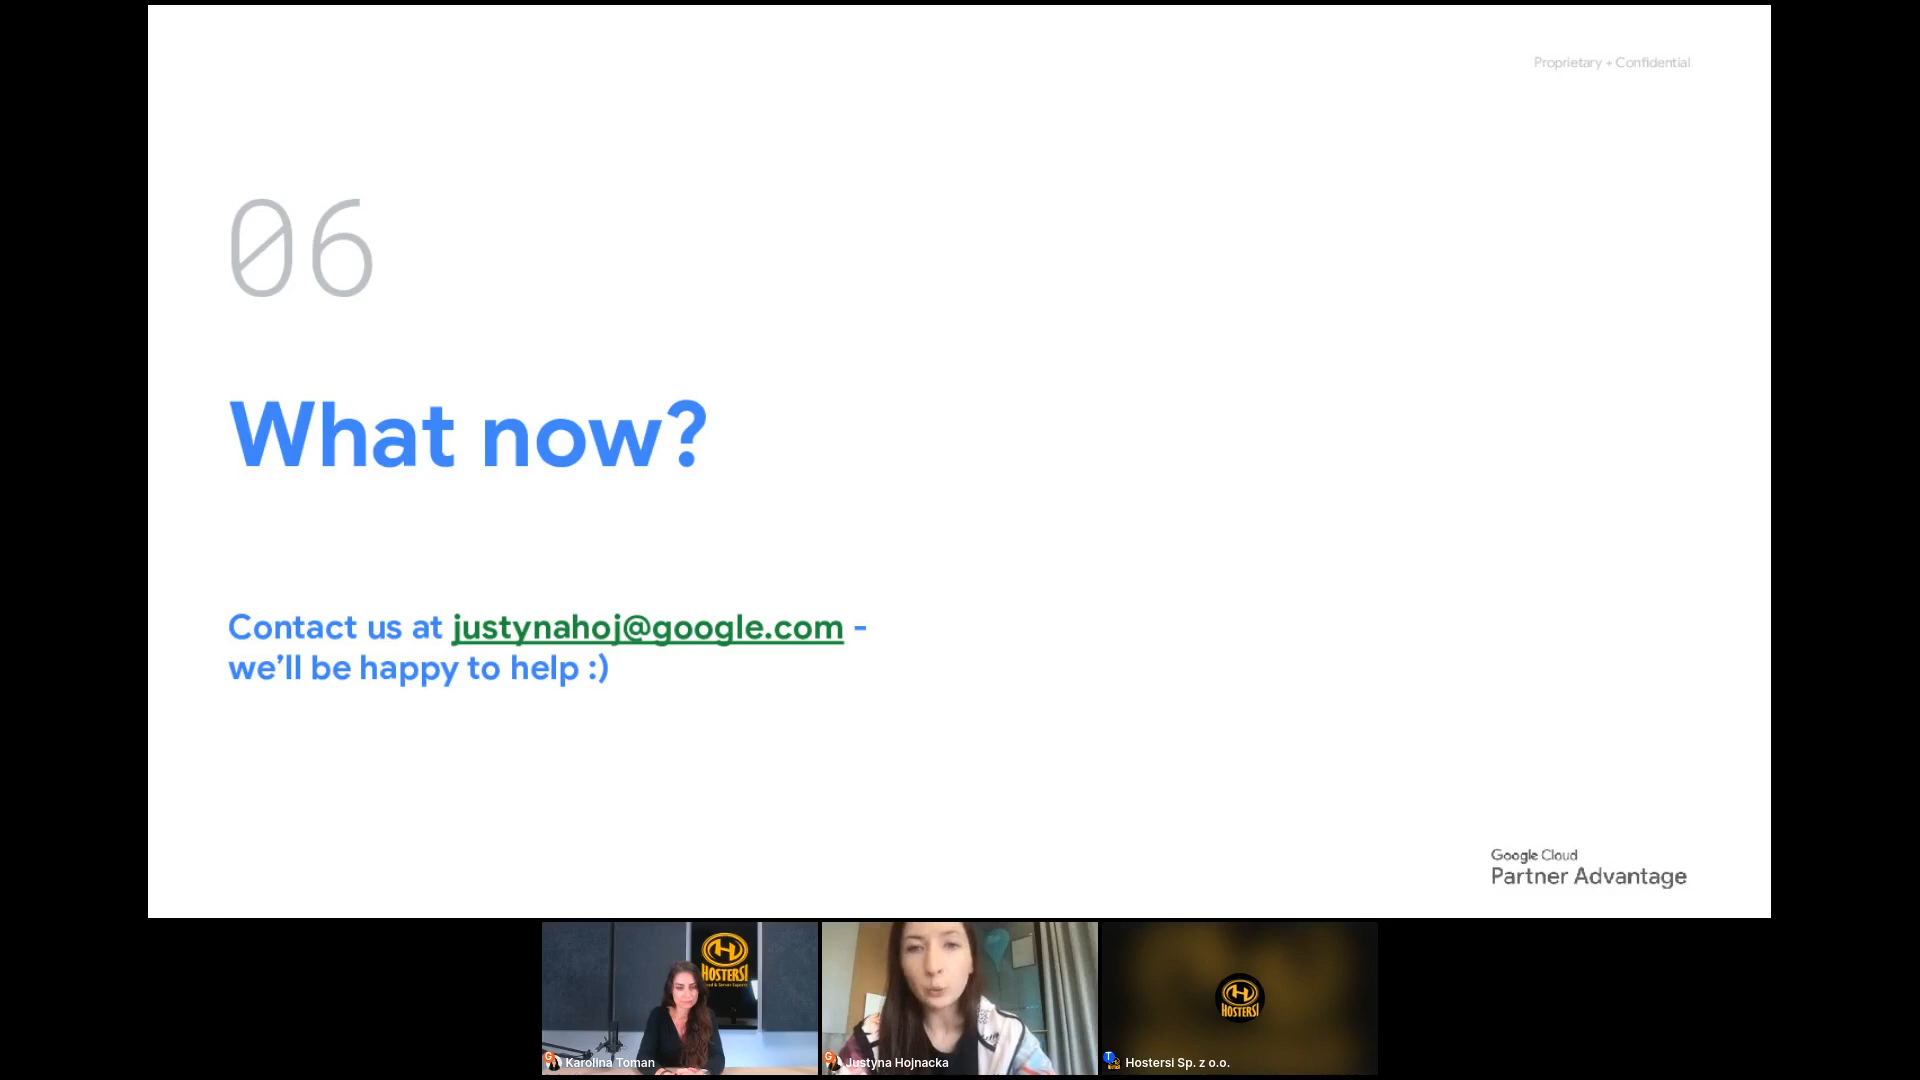 Proprietary + Confidential
06
What now?
Contact us at justynahoj@google.com -
we'll be happy to help :)
Google Cloud
Partner Advantage
HOSTERSI
Karolina Toman
Justyna Hojnacka
HOSTERSI
Hostersi Sp. z o.o.